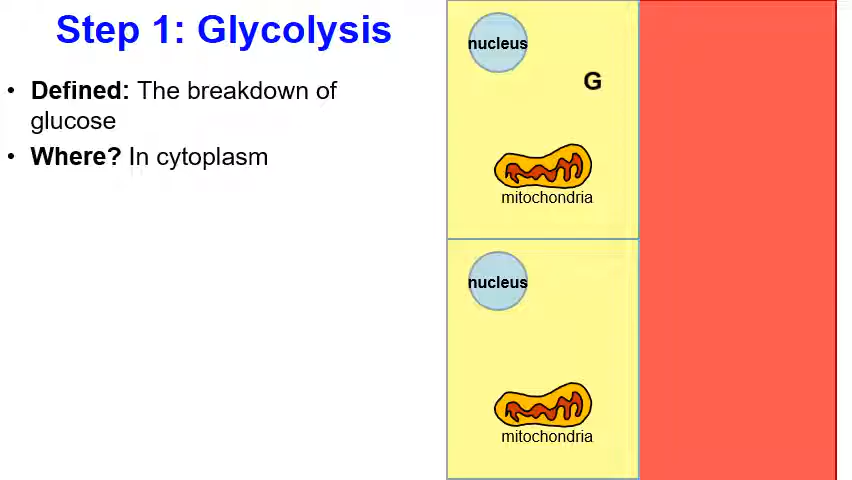 Step 1: Glycolysis
• Defined: The breakdown of
glucose
• Where? In cytoplasm
nucleus
G
mitochondria
nucleus
mitochondria